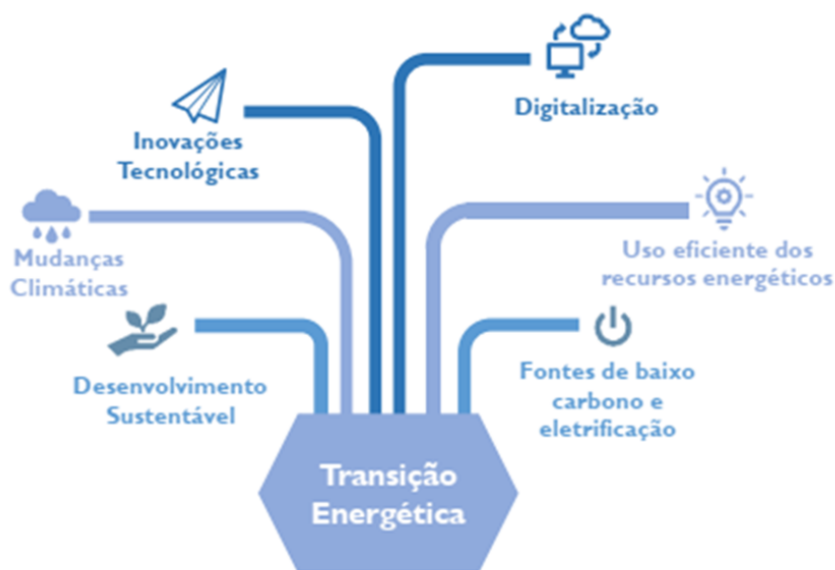 Digitalização
Inovações
Tecnológicas
Uso eficiente dos
recursos energéticos
Mudanças
Climáticas
Fontes de baixo
carbono e
eletrificação
Desenvolvimento
Sustentável
Transição
Energética